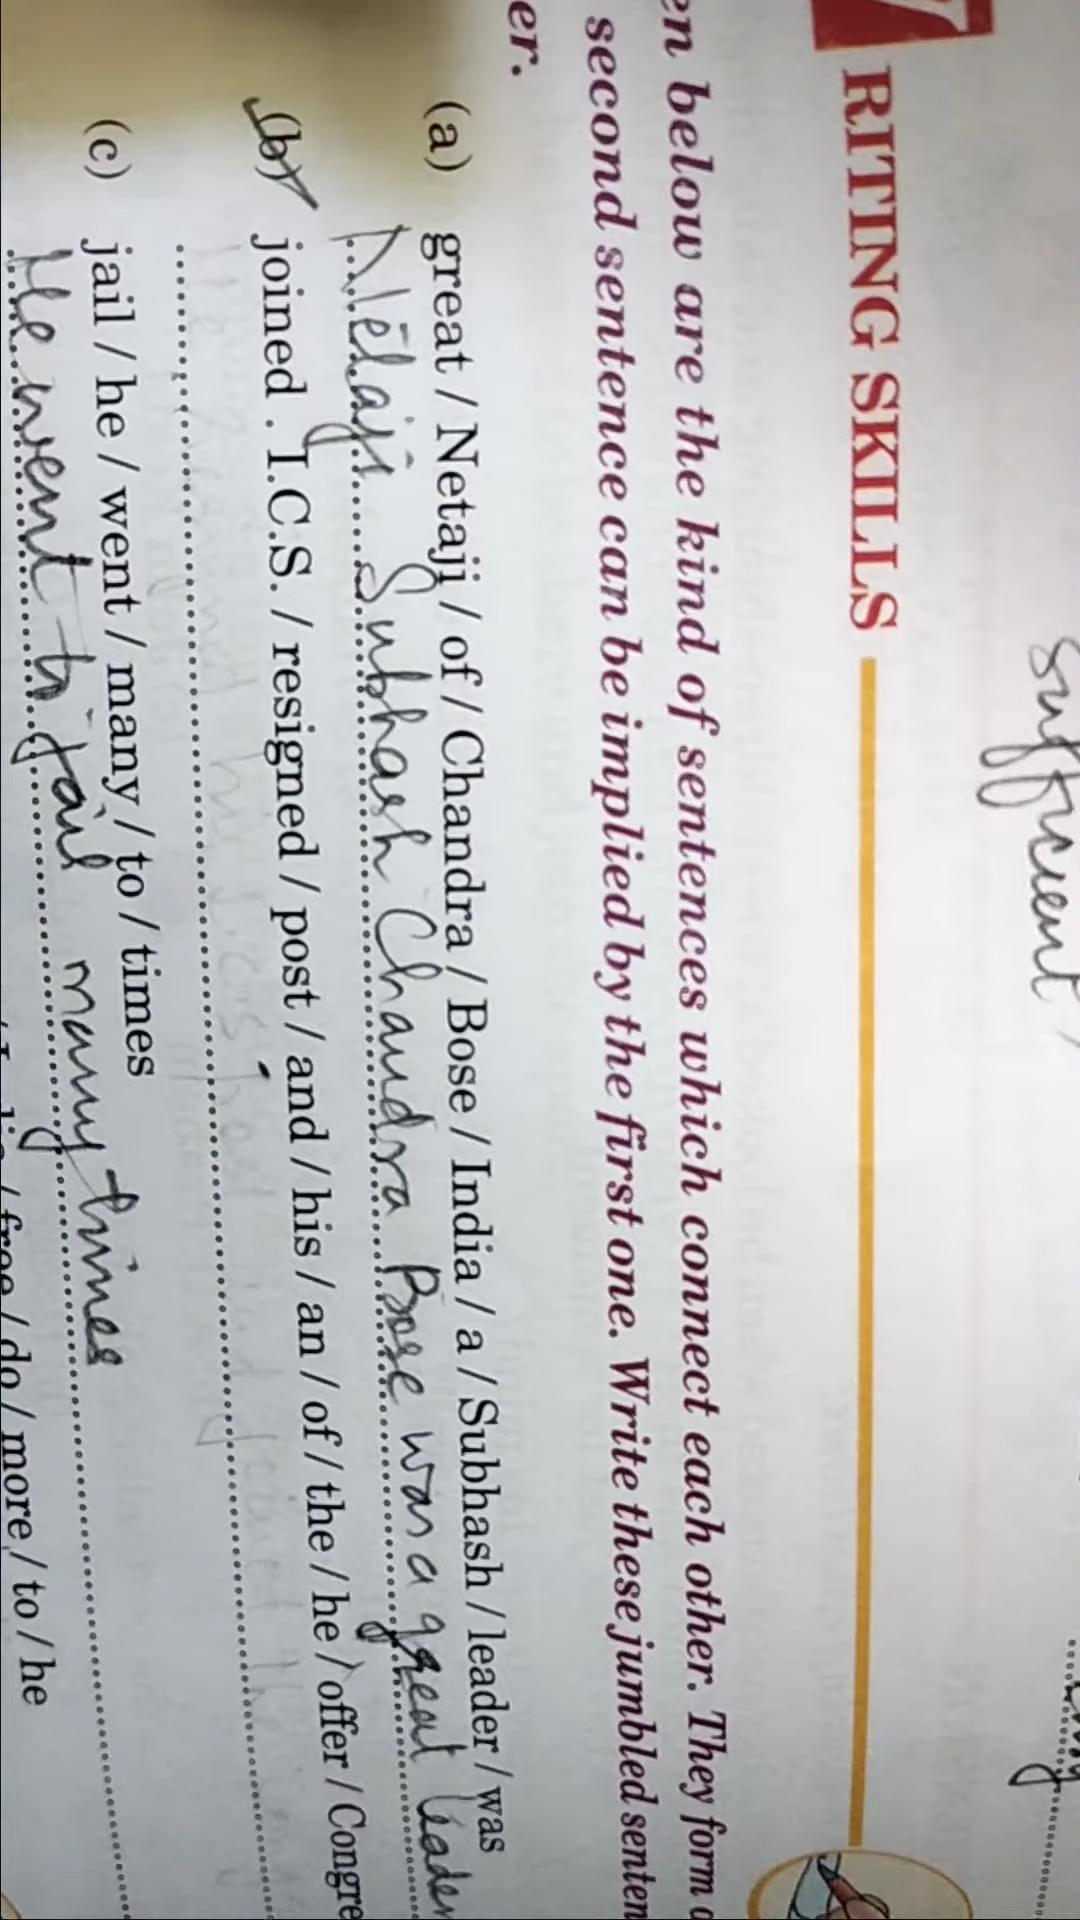 sufficient
RITING SKILLS
en below are the kind of sentences which connect each other. They form
second sentence can be implied by the first one. Write these jumbled senten
er.
(a) great / Netaji / of / Chandra / Bose / India / a / Subhash / leader / was
Netaji Subhash Chandra Bose was a great leader
(b) joined . I.C.S. / resigned / post / and / his / an / of / the / he / offer / Congre
(c) jail / he / went / many / to / times
He went to jail many times
free / do / more / to / he